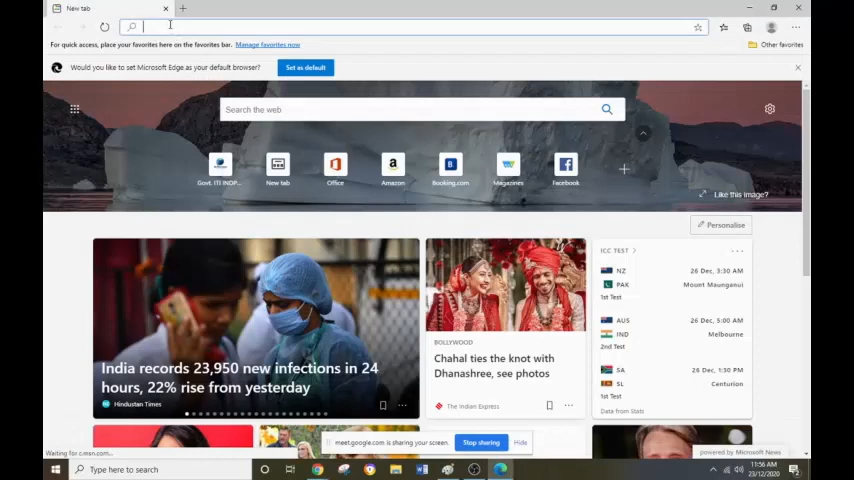 New tab
For quick access, place your favorites here on the favorites bar. Manage favorites now
Other favorites
Would you like to set Microsoft Edge as your default browser?
Set as default
Search the web
Govt. ITI INDP...
New tab
Office
Amazon
Booking.com
Magazines
Facebook
Like this image?
Personalise
India records 23,950 new infections in 24
hours, 22% rise from yesterday
Hindustan Times
BOLLYWOOD
Chahal ties the knot with
Dhanashree, see photos
The Indian Express
ICC TEST
NZ 26 Dec, 3:30 AM
PAK Mount Maunganui
1st Test
AUS 26 Dec, 5:00 AM
IND Melbourne
2nd Test
SA 26 Dec, 1:30 PM
SL Centurion
1st Test
Data from Stats
meet.google.com is sharing your screen.
Stop sharing
Hide
Waiting for c.msn.com...
powered by Microsoft News
Type here to search
11:56 AM
23/12/2020